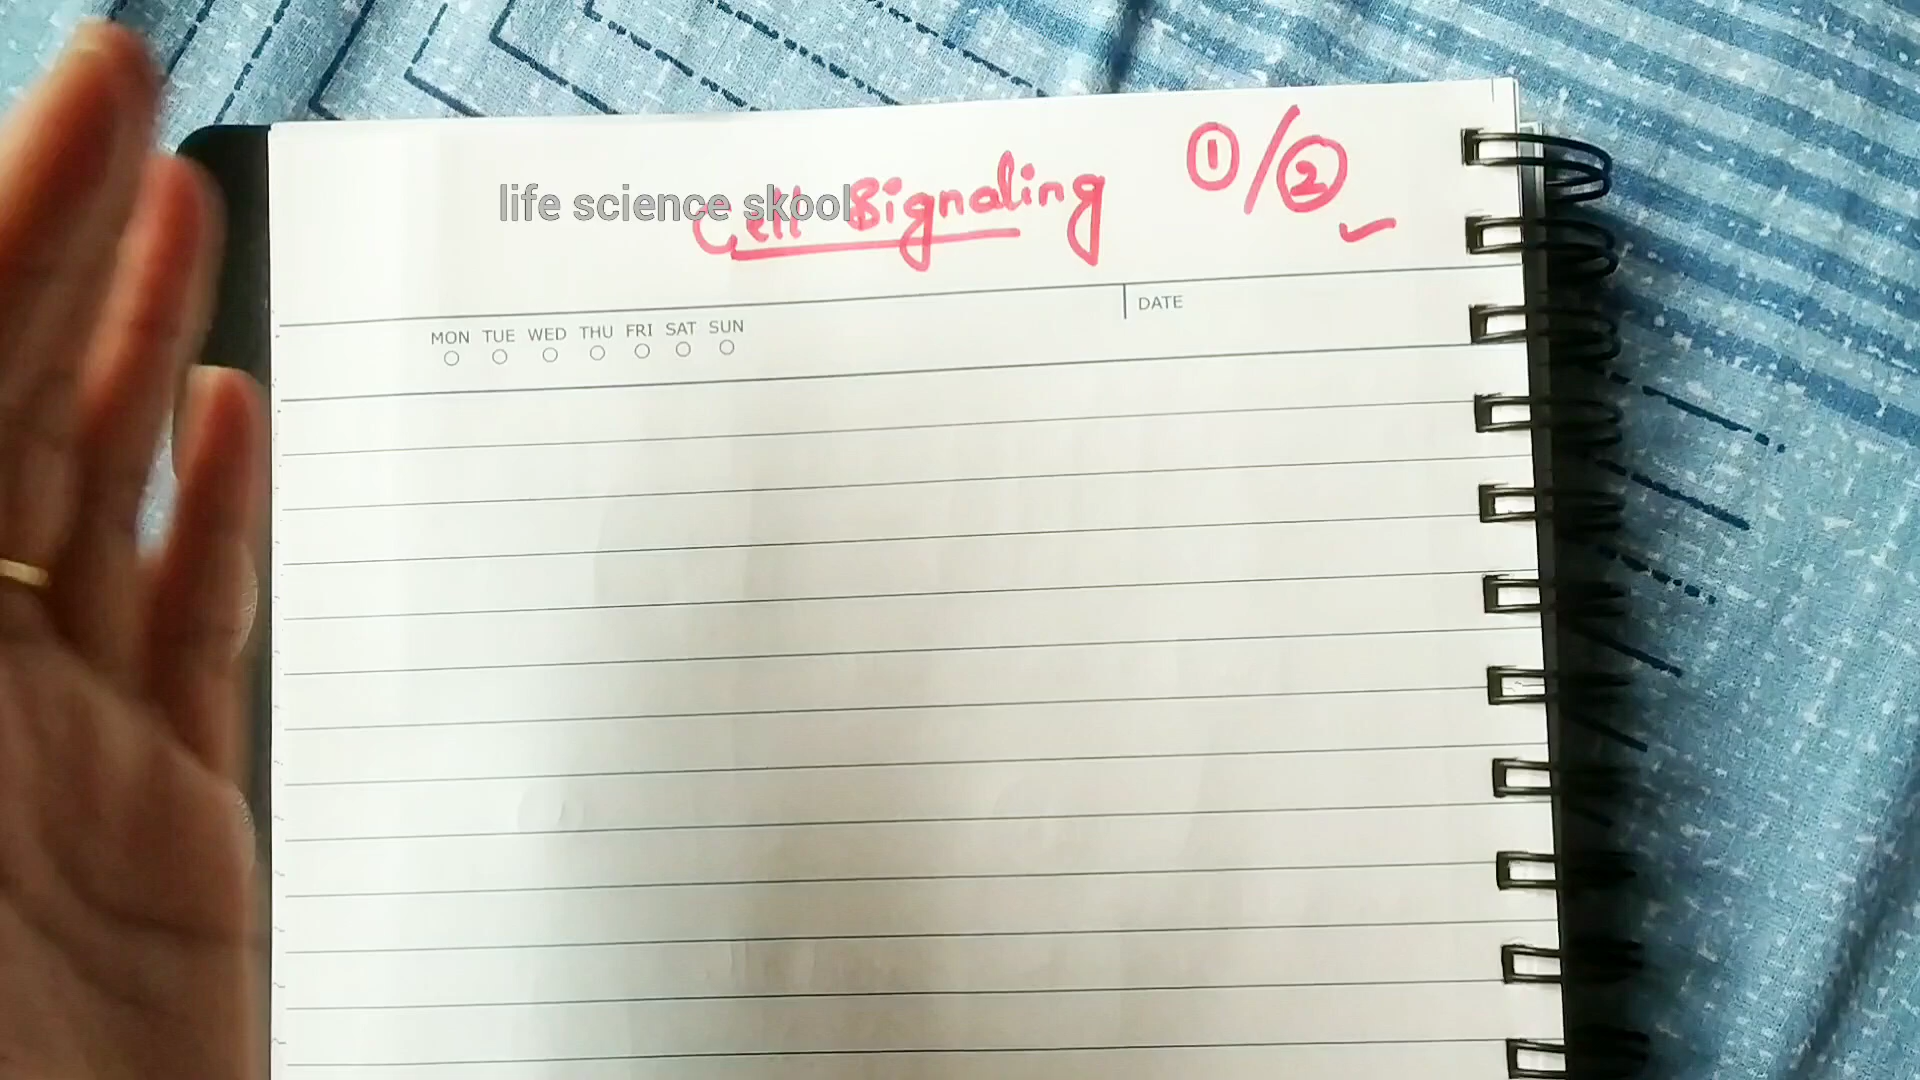 life science skool
Cell Signaling ①/②
DATE
MON TUE WED THU FRI SAT SUN